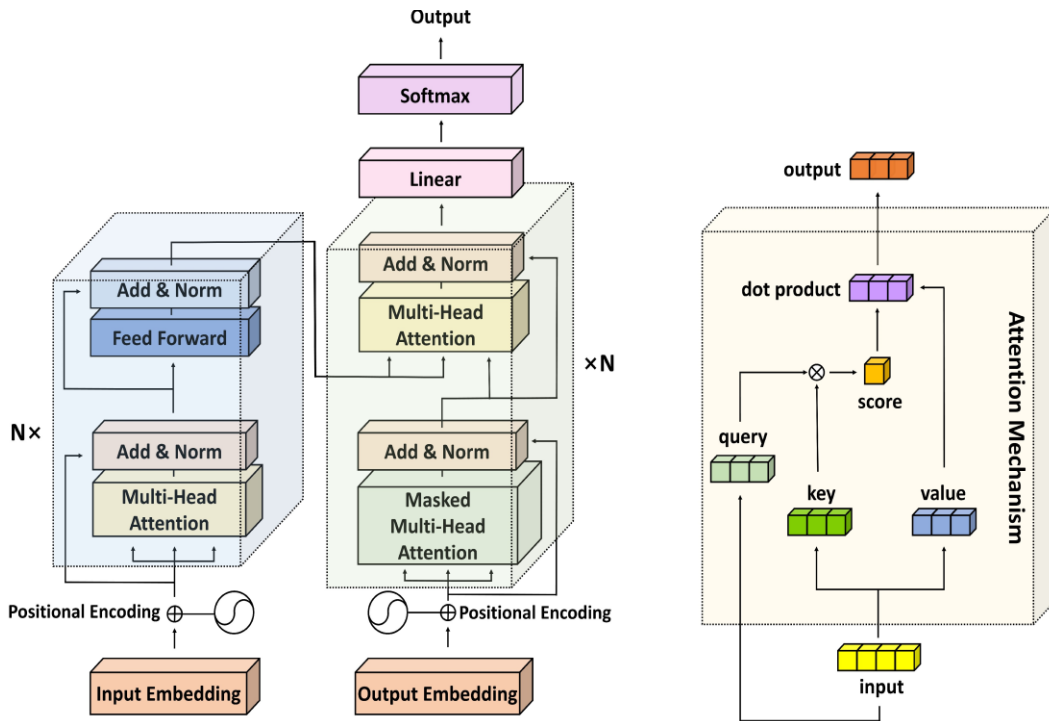 Output
Softmax
Linear
Add & Norm
Multi-Head
Attention
×N
Add & Norm
Masked
Multi-Head
Attention
Positional Encoding
Output Embedding
Add & Norm
Feed Forward
N×
Add & Norm
Multi-Head
Attention
Positional Encoding
Input Embedding
output
dot product
score
query
key
value
Attention Mechanism
input